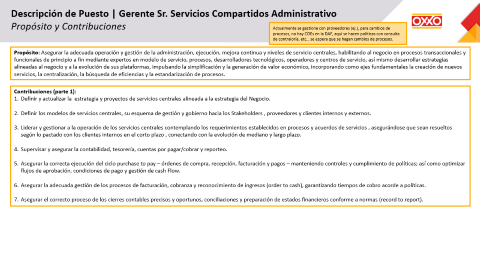 Descripción de Puesto | Gerente Sr. Servicios Compartidos Administrativo
Propósito y Contribuciones
Actualmente se gestiona con proveedores (ej.), para cambios de
procesos, no hay COEs en la DAF, aquí se hacen políticas con consulta
de contraloría, etc., se espera que se hagan cambios de procesos.
OXXO
Propósito: Asegurar la adecuada operación y gestión de la administración, ejecución, mejora continua y niveles de servicio centrales, habilitando al negocio en procesos transaccionales y
funcionales de principio a fin mediante expertos en modelo de servicio, procesos, desarrolladores tecnológicos, operadores y centros de servicio, así mismo desarrollar estrategias
alineadas al negocio y a la evolución de sus plataformas, impulsando la simplificación y la generación de valor económico, incorporando como ejes fundamentales la creación de nuevos
servicios, la centralización, la búsqueda de eficiencias y la estandarización de procesos.
Contribuciones (parte 1):
1. Definir y actualizar la estrategia y proyectos de servicios centrales alineada a la estrategia del Negocio.
2. Definir los modelos de servicios centrales, su esquema de gestión y gobierno hacia los Stakeholders , proveedores y clientes internos y externos.
3. Liderar y gestionar a la operación de los servicios centrales contemplando los requerimientos establecidos en procesos y acuerdos de servicios , asegurándose que sean resueltos
según lo pactado con los clientes internos en el corto plazo , conectando con la evolución de mediano y largo plazo.
4. Supervisar y asegurar la contabilidad, tesorería, cuentas por pagar/cobrar y reporteo.
5. Asegurar la correcta ejecución del ciclo purchase to pay – órdenes de compra, recepción, facturación y pagos – manteniendo controles y cumplimiento de políticas; así como optimizar
flujos de aprobación, condiciones de pago y gestión de cash Flow.
6. Asegurar la adecuada gestión de los procesos de facturación, cobranza y reconocimiento de ingresos (order to cash), garantizando tiempos de cobro acorde a políticas.
7. Asegurar el correcto proceso de los cierres contables precisos y oportunos, conciliaciones y preparación de estados financieros conforme a normas (record to report).